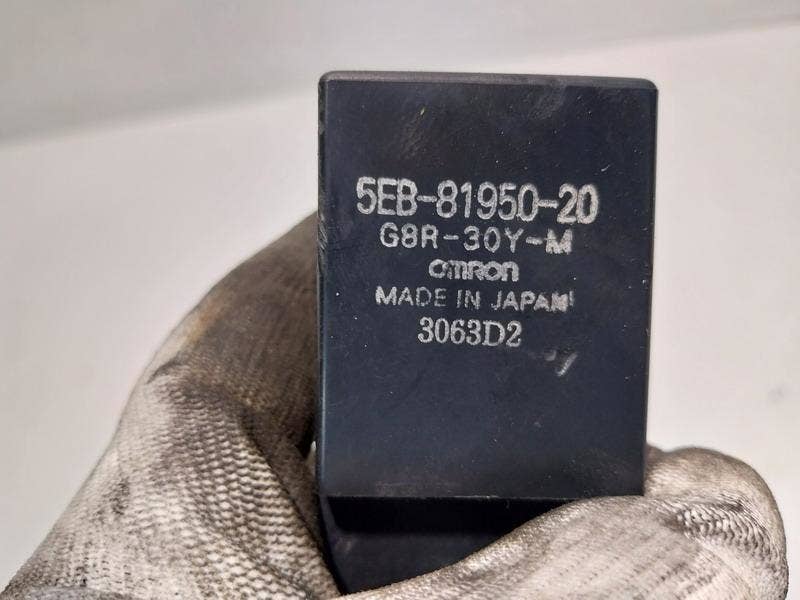 5EB-81950-20
G8R-30Y-M
OMRON
MADE IN JAPAN
3063D2